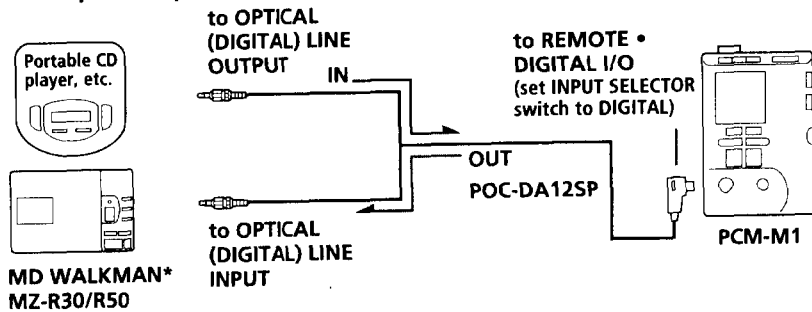 to OPTICAL
(DIGITAL) LINE
OUTPUT
Portable CD
player, etc.
IN
to REMOTE •
DIGITAL I/O
(set INPUT SELECTOR
switch to DIGITAL)
OUT
POC-DA12SP
to OPTICAL
(DIGITAL) LINE
INPUT
PCM-M1
MD WALKMAN*
MZ-R30/R50